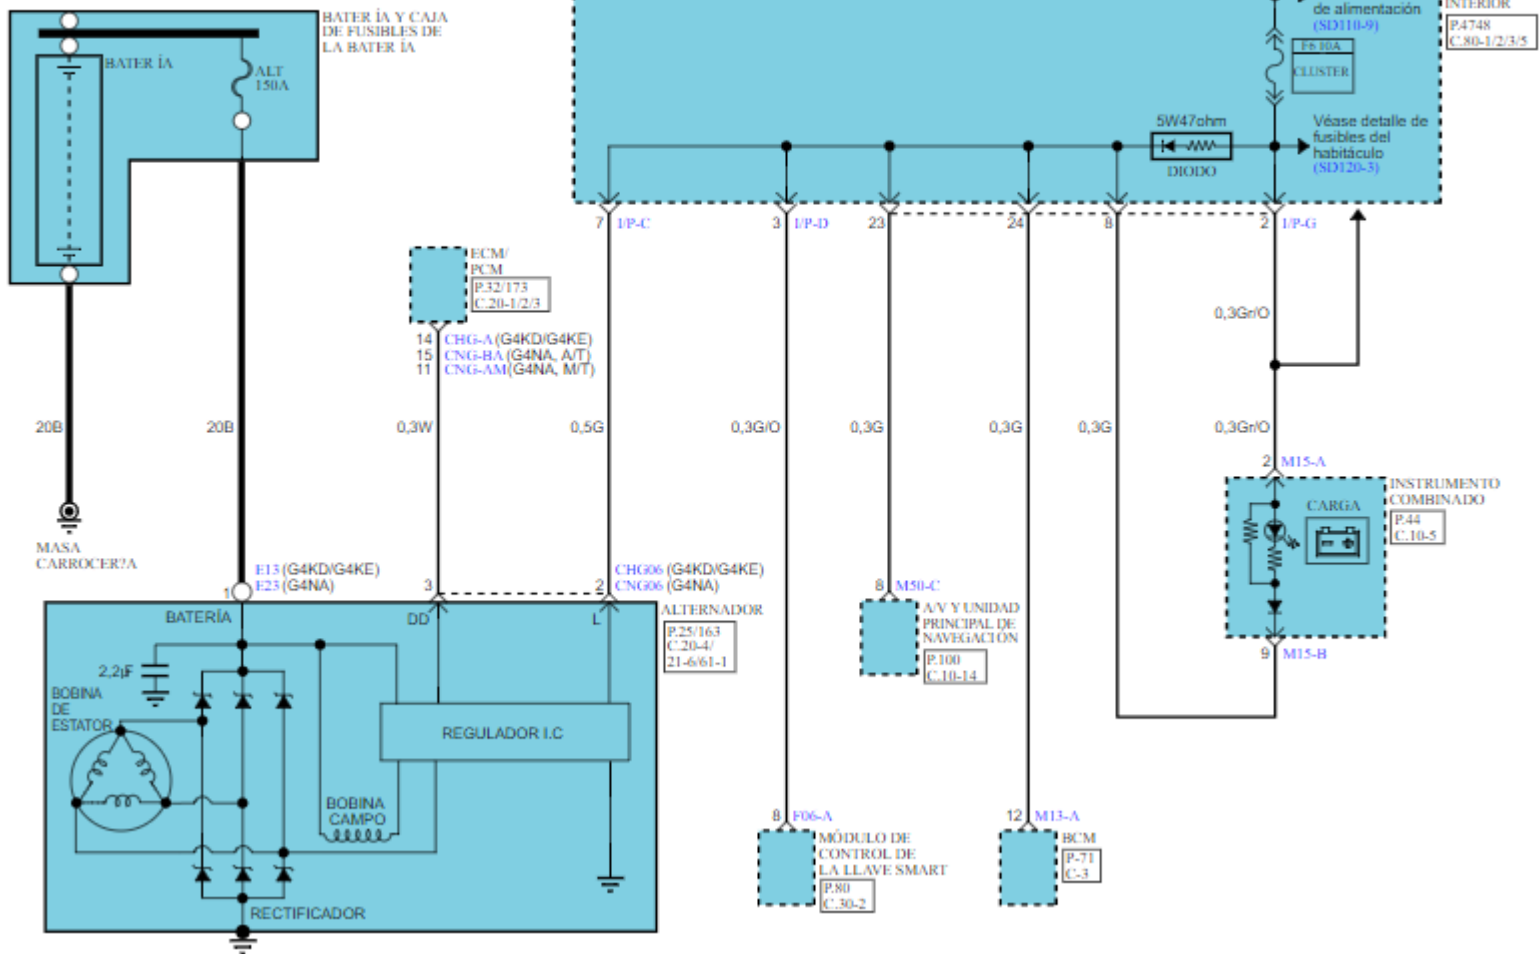 BATER ÍA Y CAJA
DE FUSIBLES DE
LA BATER ÍA
BATER ÍA
ALT
150A
de alimentación
(SD110-9)
INTERIOR
P.4748
C.80-1/2/3/5
F6 10A
CLUSTER
5W47ohm
DIODO
Véase detalle de
fusibles del
habitáculo
(SD120-3)
7 I/P-C
3 I/P-D
23
24
8
2 I/P-G
ECM/
PCM
P.32/173
C.20-1/2/3
14 CHG-A (G4KD/G4KE)
15 CNG-BA (G4NA, A/T)
11 CNG-AM (G4NA, M/T)
0,3Gr/O
20B
20B
0,3W
0,5G
0,3G/O
0,3G
0,3G
0,3G
0,3Gr/O
2 M15-A
INSTRUMENTO
COMBINADO
P.44
C.10-5
CARGA
9 M15-B
MASA
CARROCER?A
E13 (G4KD/G4KE)
E23 (G4NA)
1
3
CHG06 (G4KD/G4KE)
CNG06 (G4NA)
2
ALTERNADOR
P.25/163
C.20-4/
21-6/61-1
BATERÍA
DD
L
2,2µF
BOBINA
DE
ESTATOR
REGULADOR I.C
BOBINA
CAMPO
RECTIFICADOR
8 M50-C
A/V Y UNIDAD
PRINCIPAL DE
NAVEGACIÓN
P.100
C.10-14
8 F06-A
MÓDULO DE
CONTROL DE
LA LLAVE SMART
P.80
C.30-2
12 M13-A
BCM
P-71
C-3